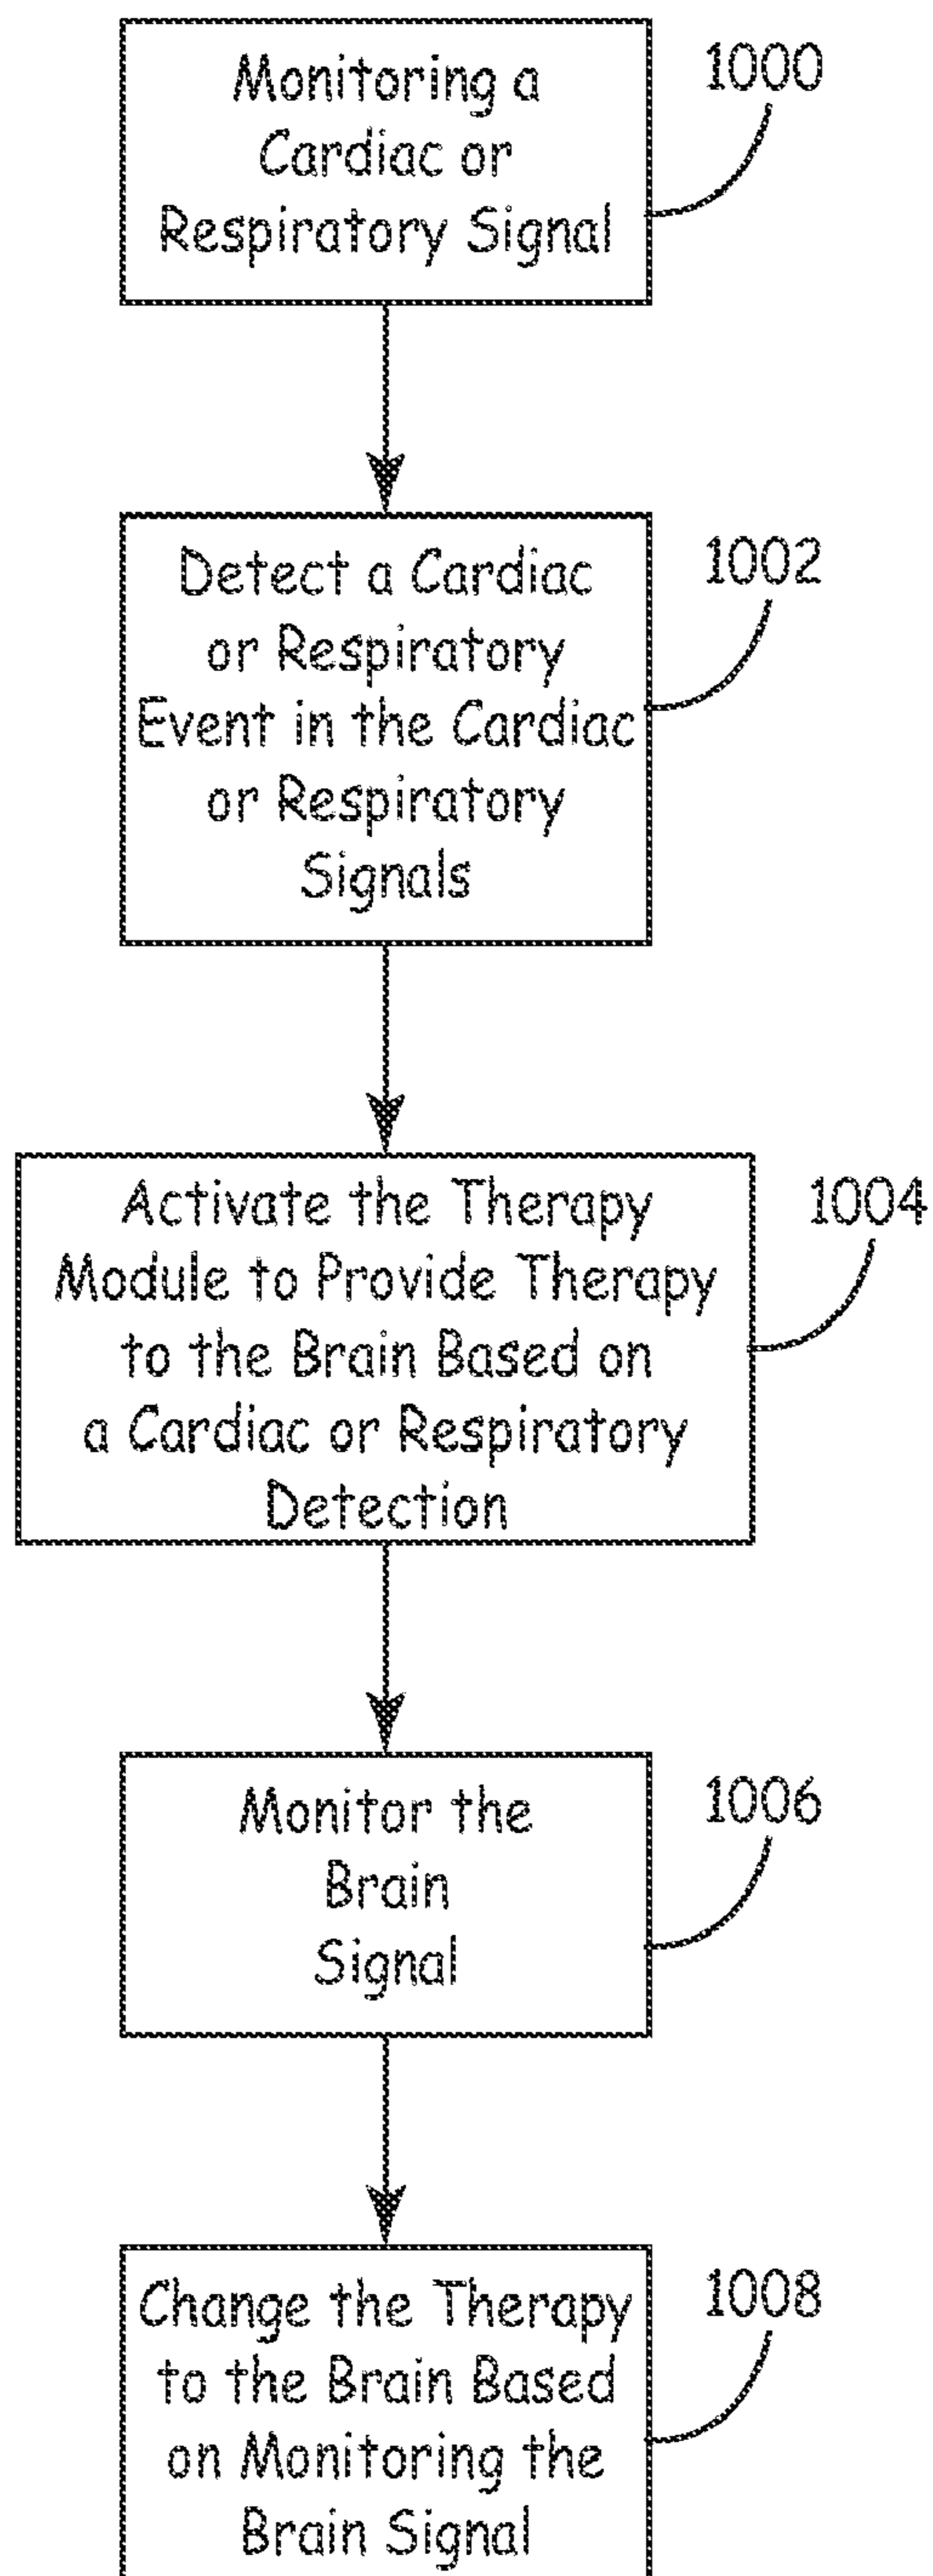 Monitoring a
Cardiac or
Respiratory Signal
1000
Detect a Cardiac
or Respiratory
Event in the Cardiac
or Respiratory
Signals
1002
Activate the Therapy
Module to Provide Therapy
to the Brain Based on
a Cardiac or Respiratory
Detection
1004
Monitor the
Brain
Signal
1006
Change the Therapy
to the Brain Based
on Monitoring the
Brain Signal
1008